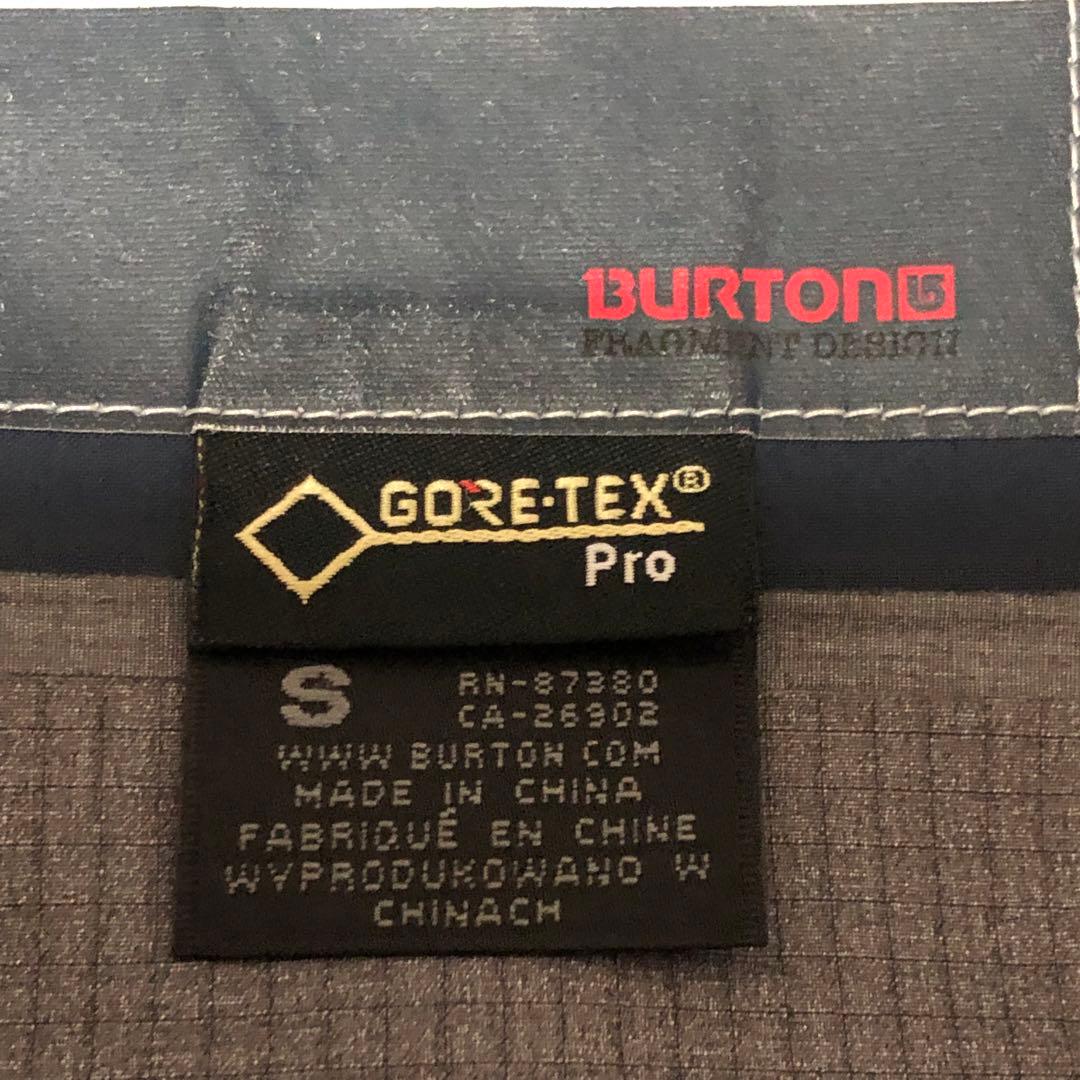 BURTON
FRAGMENT DESIGN
GORE-TEX®
Pro
S RN-87380
CA-26902
WWW BURTON COM
MADE IN CHINA
FABRIQUÉ EN CHINE
WYPRODUKOWANO W
CHINACH